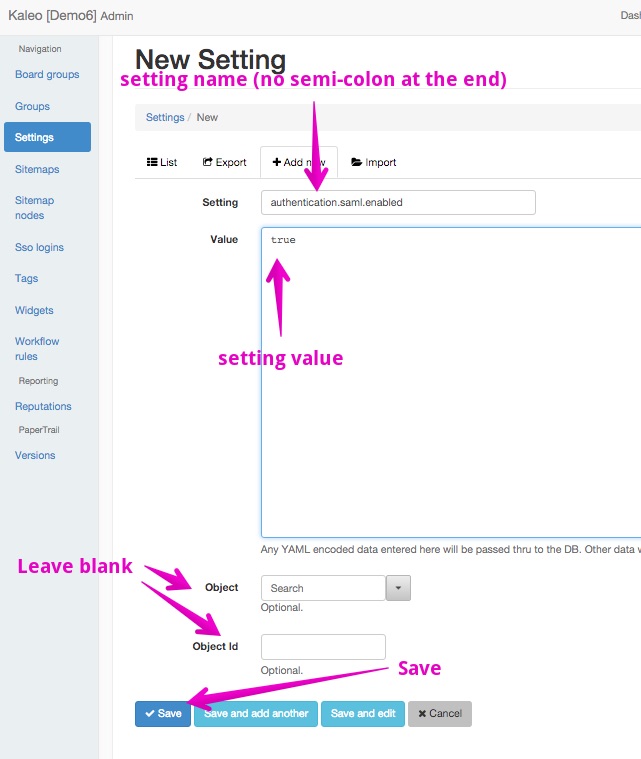 Kaleo [Demo6] Admin
Navigation
Board groups
Groups
Settings
Sitemaps
Sitemap
nodes
Sso logins
Tags
Widgets
Workflow
rules
Reporting
Reputations
PaperTrail
Versions
New Setting
setting name (no semi-colon at the end)
Settings / New
List Export + Add new Import
Setting authentication.saml.enabled
Value true
setting value
Any YAML encoded data entered here will be passed thru to the DB. Other data
Leave blank
Object Search
Optional.
Object Id
Optional.
Save
Save Save and add another Save and edit Cancel